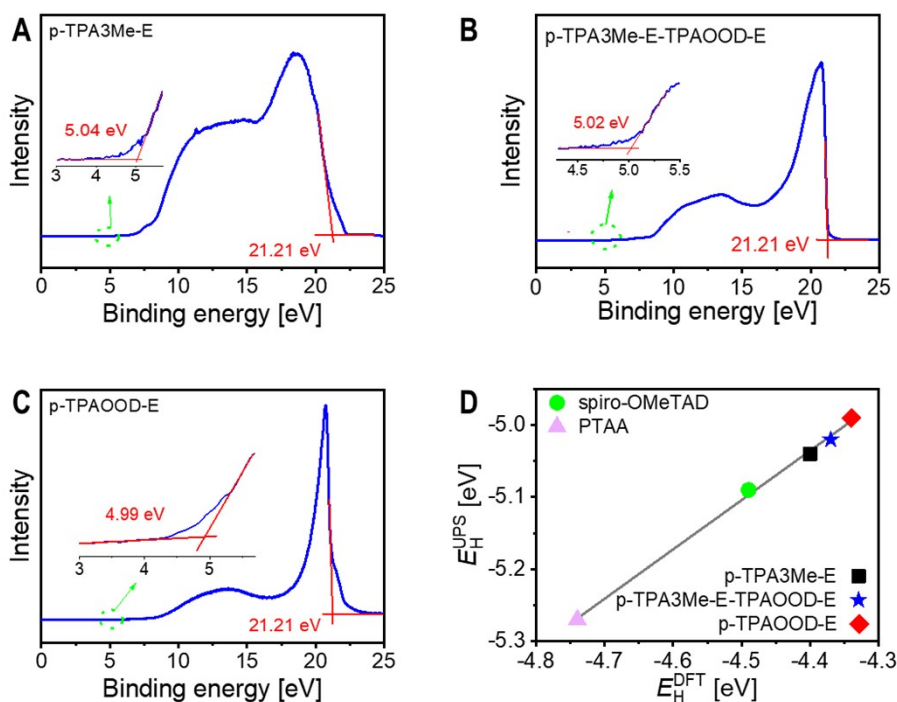 A
p-TPA3Me-E
Intensity
5.04 eV
3 4 5
21.21 eV
0 5 10 15 20 25
Binding energy [eV]
B
p-TPA3Me-E-TPAOOD-E
Intensity
5.02 eV
4.5 5.0 5.5
21.21 eV
0 5 10 15 20 25
Binding energy [eV]
C
p-TPAOOD-E
Intensity
4.99 eV
3 4 5
21.21 eV
0 5 10 15 20 25
Binding energy [eV]
D
spiro-OMeTAD
PTAA
-5.0
-5.1
-5.2
-5.3
E_H^UPS [eV]
p-TPA3Me-E
p-TPA3Me-E-TPAOOD-E
p-TPAOOD-E
-4.8 -4.7 -4.6 -4.5 -4.4 -4.3
E_H^DFT [eV]